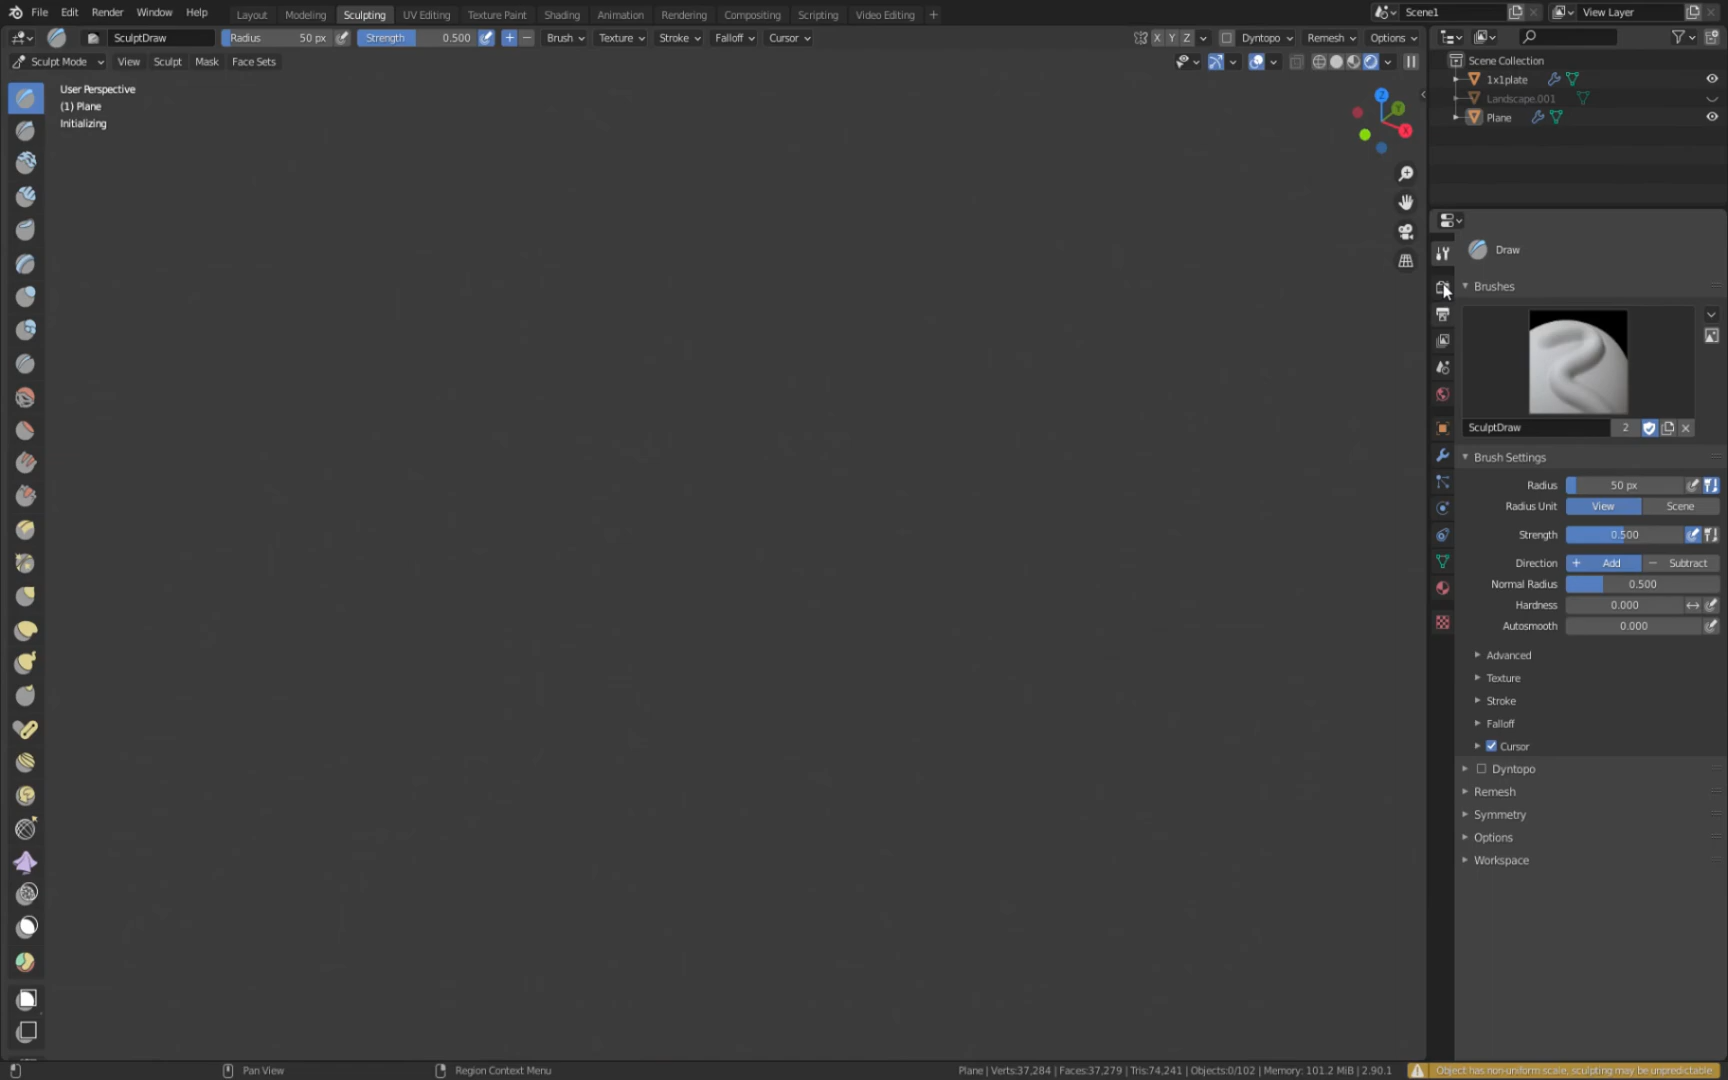 File Edit Render Window Help Layout Modeling Sculpting UV Editing Texture Paint Shading Animation Rendering Compositing Scripting Video Editing + Scene1 View Layer
SculptDraw Radius 50 px Strength 0.500 + − Brush Texture Stroke Falloff Cursor X Y Z Dyntopo Remesh Options
Sculpt Mode View Sculpt Mask Face Sets
User Perspective
(1) Plane
Initializing
Z
Y
X
Scene Collection
1x1plate
Landscape.001
Plane
Draw
Brushes
SculptDraw 2
Brush Settings
Radius 50 px
Radius Unit View Scene
Strength 0.500
Direction + Add − Subtract
Normal Radius 0.500
Hardness 0.000
Autosmooth 0.000
Advanced
Texture
Stroke
Falloff
Cursor
Dyntopo
Remesh
Symmetry
Options
Workspace
Pan View Region Context Menu Plane | Verts:37,284 | Faces:37,279 | Tris:74,241 | Objects:0/102 | Memory: 101.2 MiB | 2.90.1 Object has non-uniform scale, sculpting may be unpredictable